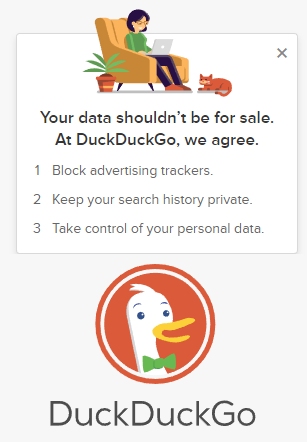 Your data shouldn’t be for sale.
At DuckDuckGo, we agree.
1 Block advertising trackers.
2 Keep your search history private.
3 Take control of your personal data.
DuckDuckGo